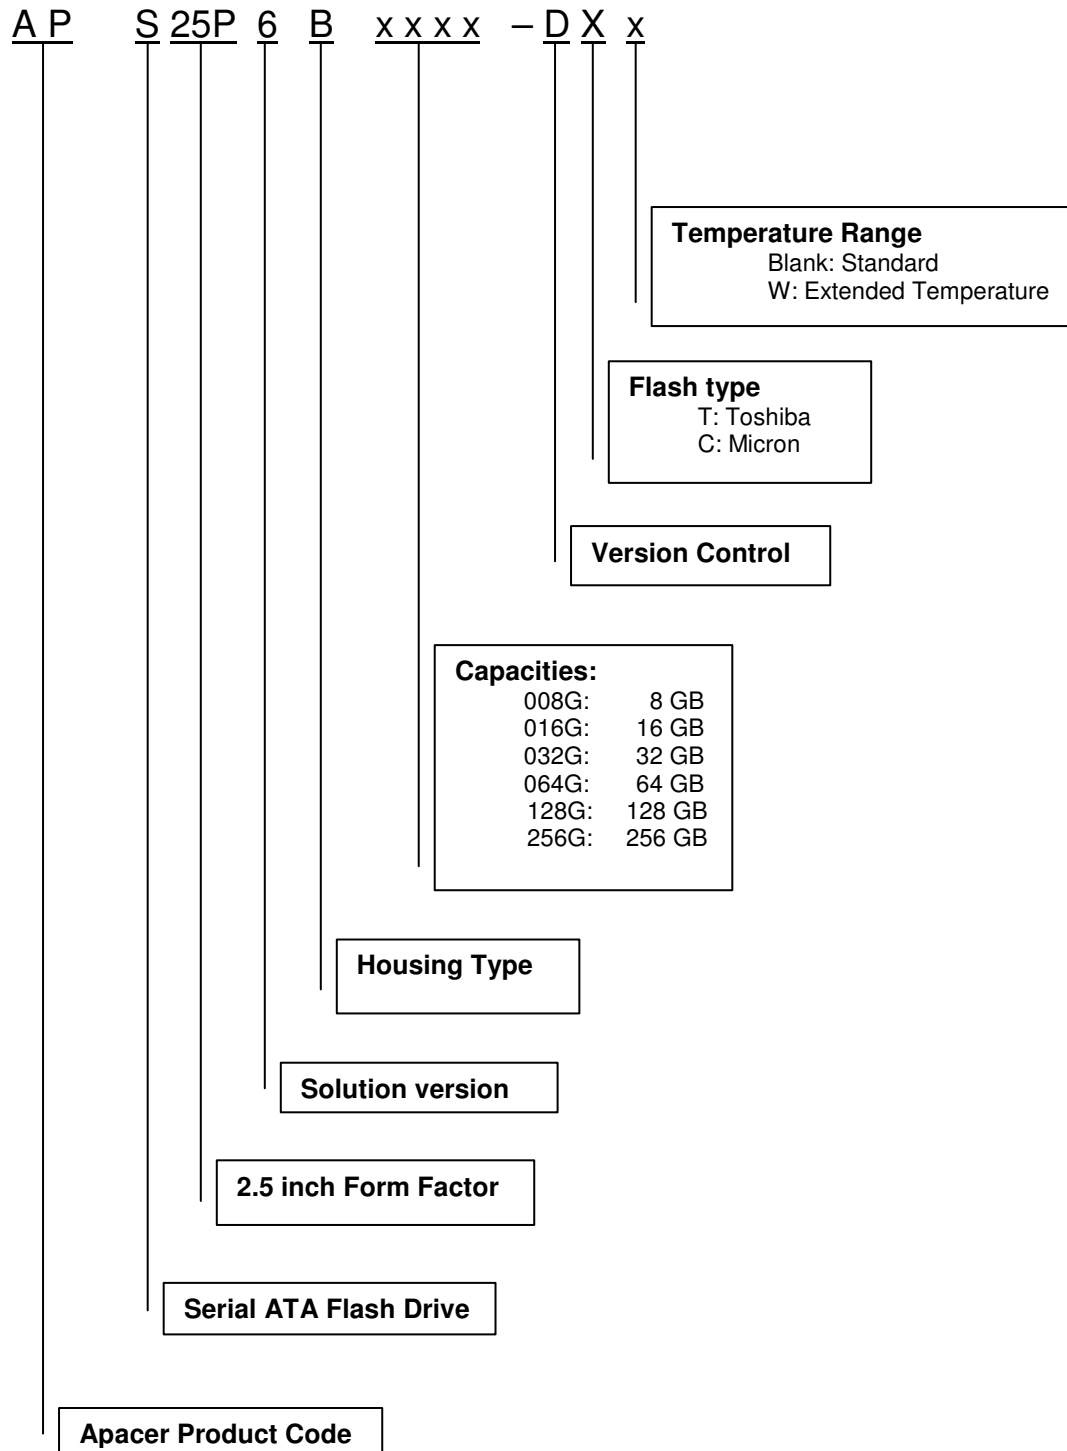 A P S 25P 6 B x x x x – D X x
Temperature Range
Blank: Standard
W: Extended Temperature
Flash type
T: Toshiba
C: Micron
Version Control
Capacities:
008G: 8 GB
016G: 16 GB
032G: 32 GB
064G: 64 GB
128G: 128 GB
256G: 256 GB
Housing Type
Solution version
2.5 inch Form Factor
Serial ATA Flash Drive
Apacer Product Code